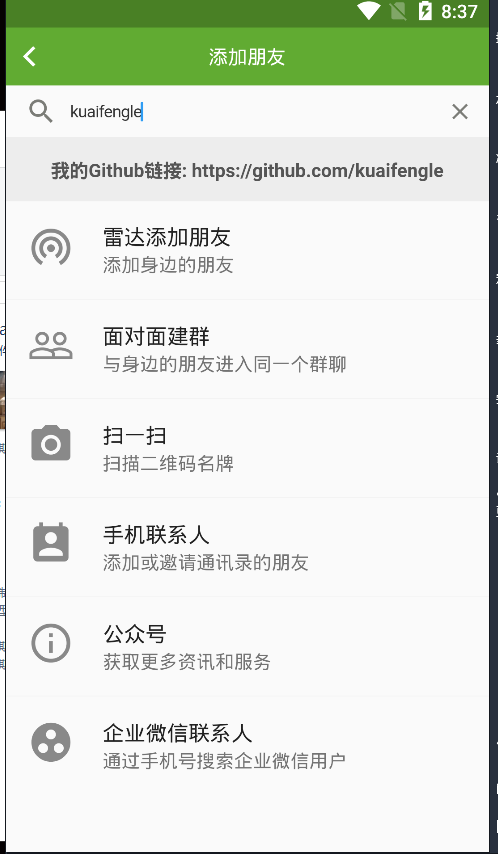 8:37
添加朋友
kuaifengle
我的Github链接: https://github.com/kuaifengle
雷达添加朋友
添加身边的朋友
面对面建群
与身边的朋友进入同一个群聊
扫一扫
扫描二维码名牌
手机联系人
添加或邀请通讯录的朋友
公众号
获取更多资讯和服务
企业微信联系人
通过手机号搜索企业微信用户